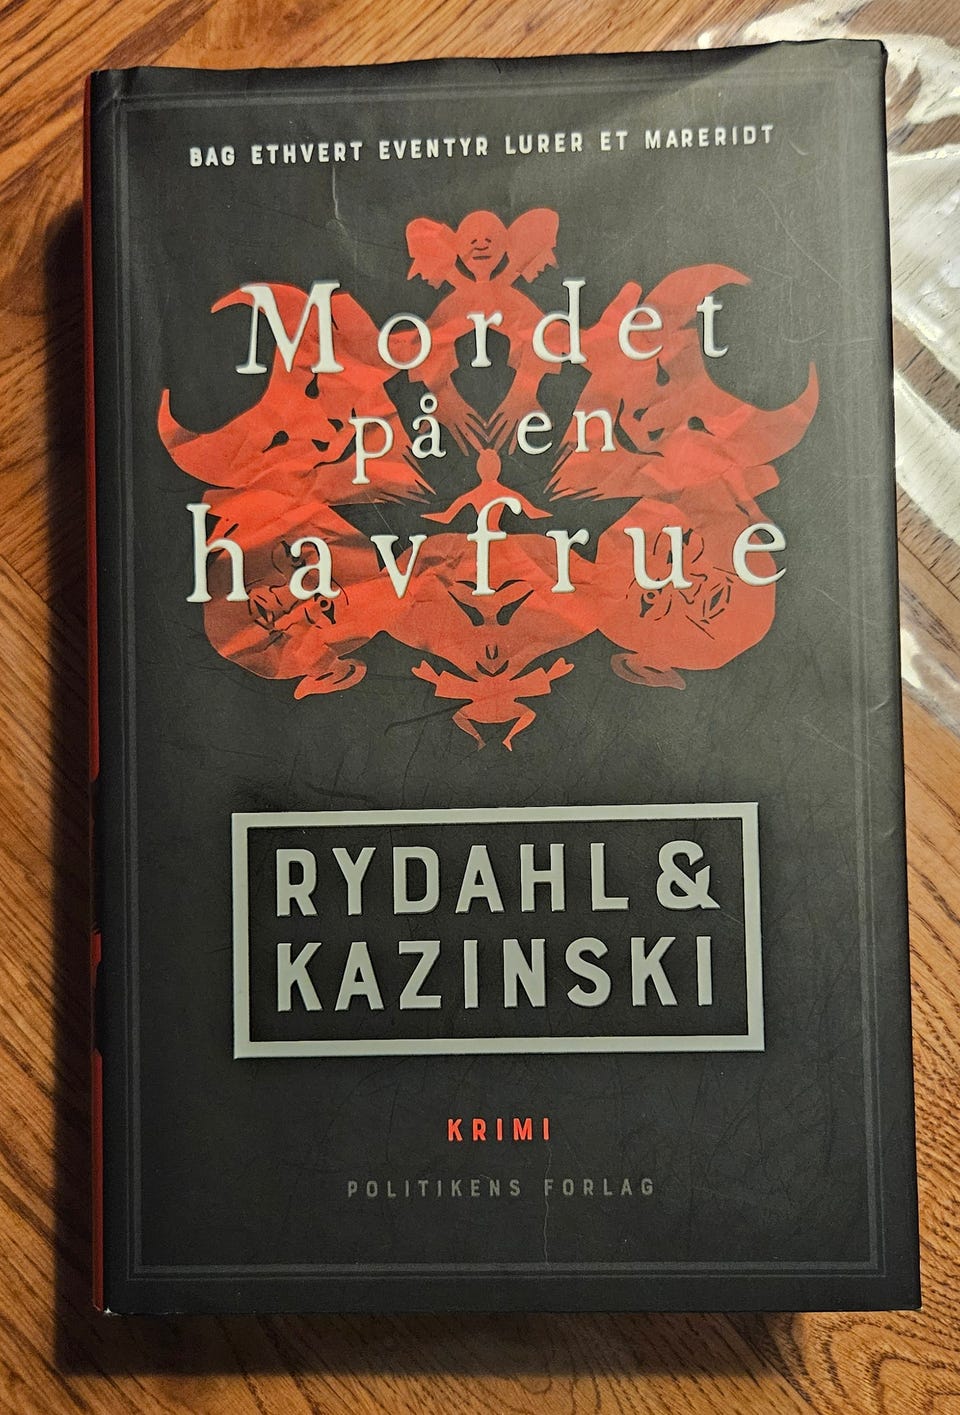 BAG ETHVERT EVENTYR LURER ET MARERIDT
Mordet
på en
havfrue
RYDAHL &
KAZINSKI
KRIMI
POLITIKENS FORLAG